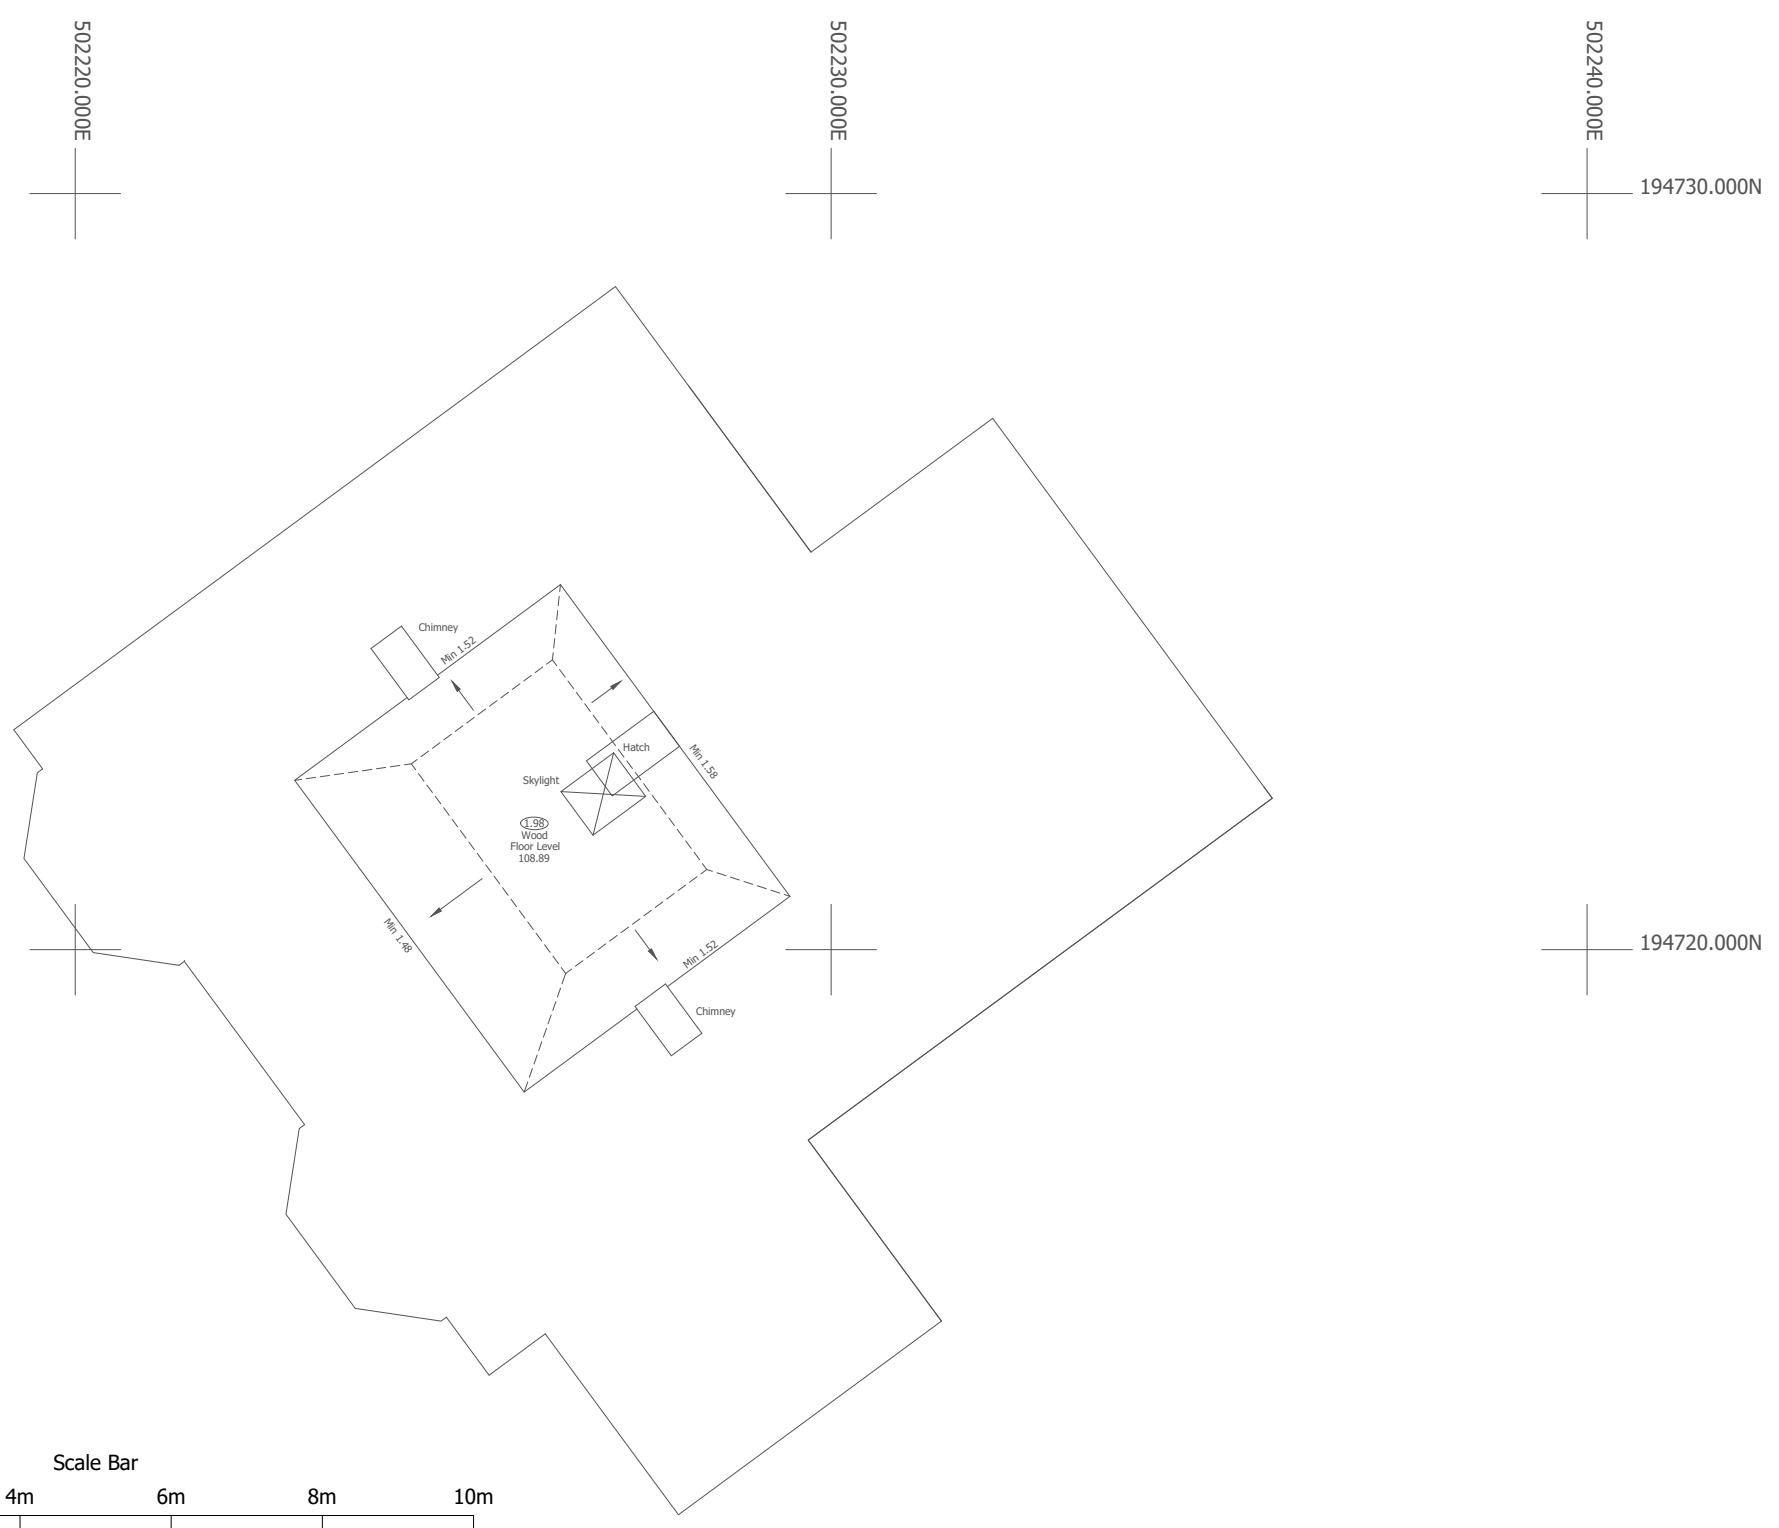 502220.000E
502230.000E
502240.000E
194730.000N
Chimney
Min 1.52
Hatch
Min 1.58
Skylight
1.98
Wood
Floor Level
108.89
Min 1.48
Min 1.52
194720.000N
Chimney
Scale Bar
4m
6m
8m
10m